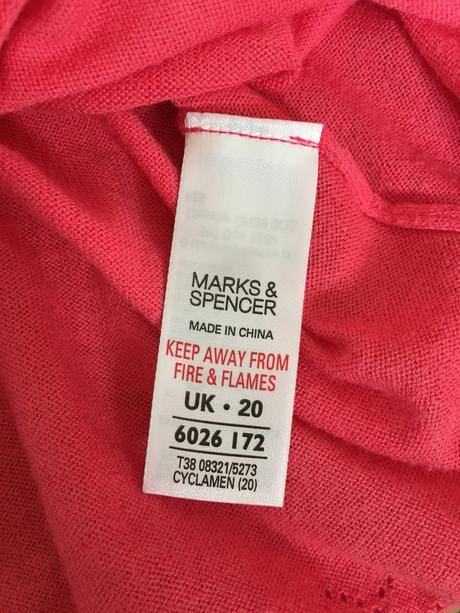 MARKS &
SPENCER
MADE IN CHINA
KEEP AWAY FROM
FIRE & FLAMES
UK • 20
6026 172
T38 08321/5273
CYCLAMEN (20)